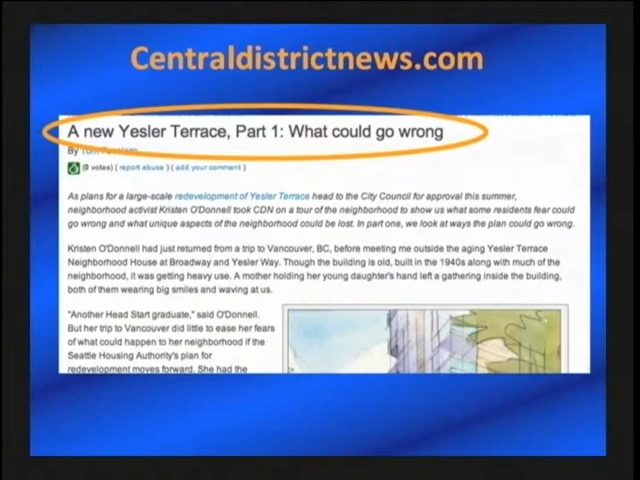 Centraldistrictnews.com
A new Yesler Terrace, Part 1: What could go wrong
By Tom
(0 votes) ( report abuse ) ( add your comment )
As plans for a large-scale redevelopment of Yesler Terrace head to the City Council for approval this summer,
neighborhood activist Kristen O'Donnell took CDN on a tour of the neighborhood to show us what some residents fear could
go wrong and what unique aspects of the neighborhood could be lost. In part one, we look at ways the plan could go wrong.
Kristen O'Donnell had just returned from a trip to Vancouver, BC, before meeting me outside the aging Yesler Terrace
Neighborhood House at Broadway and Yesler Way. Though the building is old, built in the 1940s along with much of the
neighborhood, it was getting heavy use. A mother holding her young daughter's hand left a gathering inside the building,
both of them wearing big smiles and waving at us.
"Another Head Start graduate," said O'Donnell.
But her trip to Vancouver did little to ease her fears
of what could happen to her neighborhood if the
Seattle Housing Authority's plan for
redevelopment moves forward. She had the